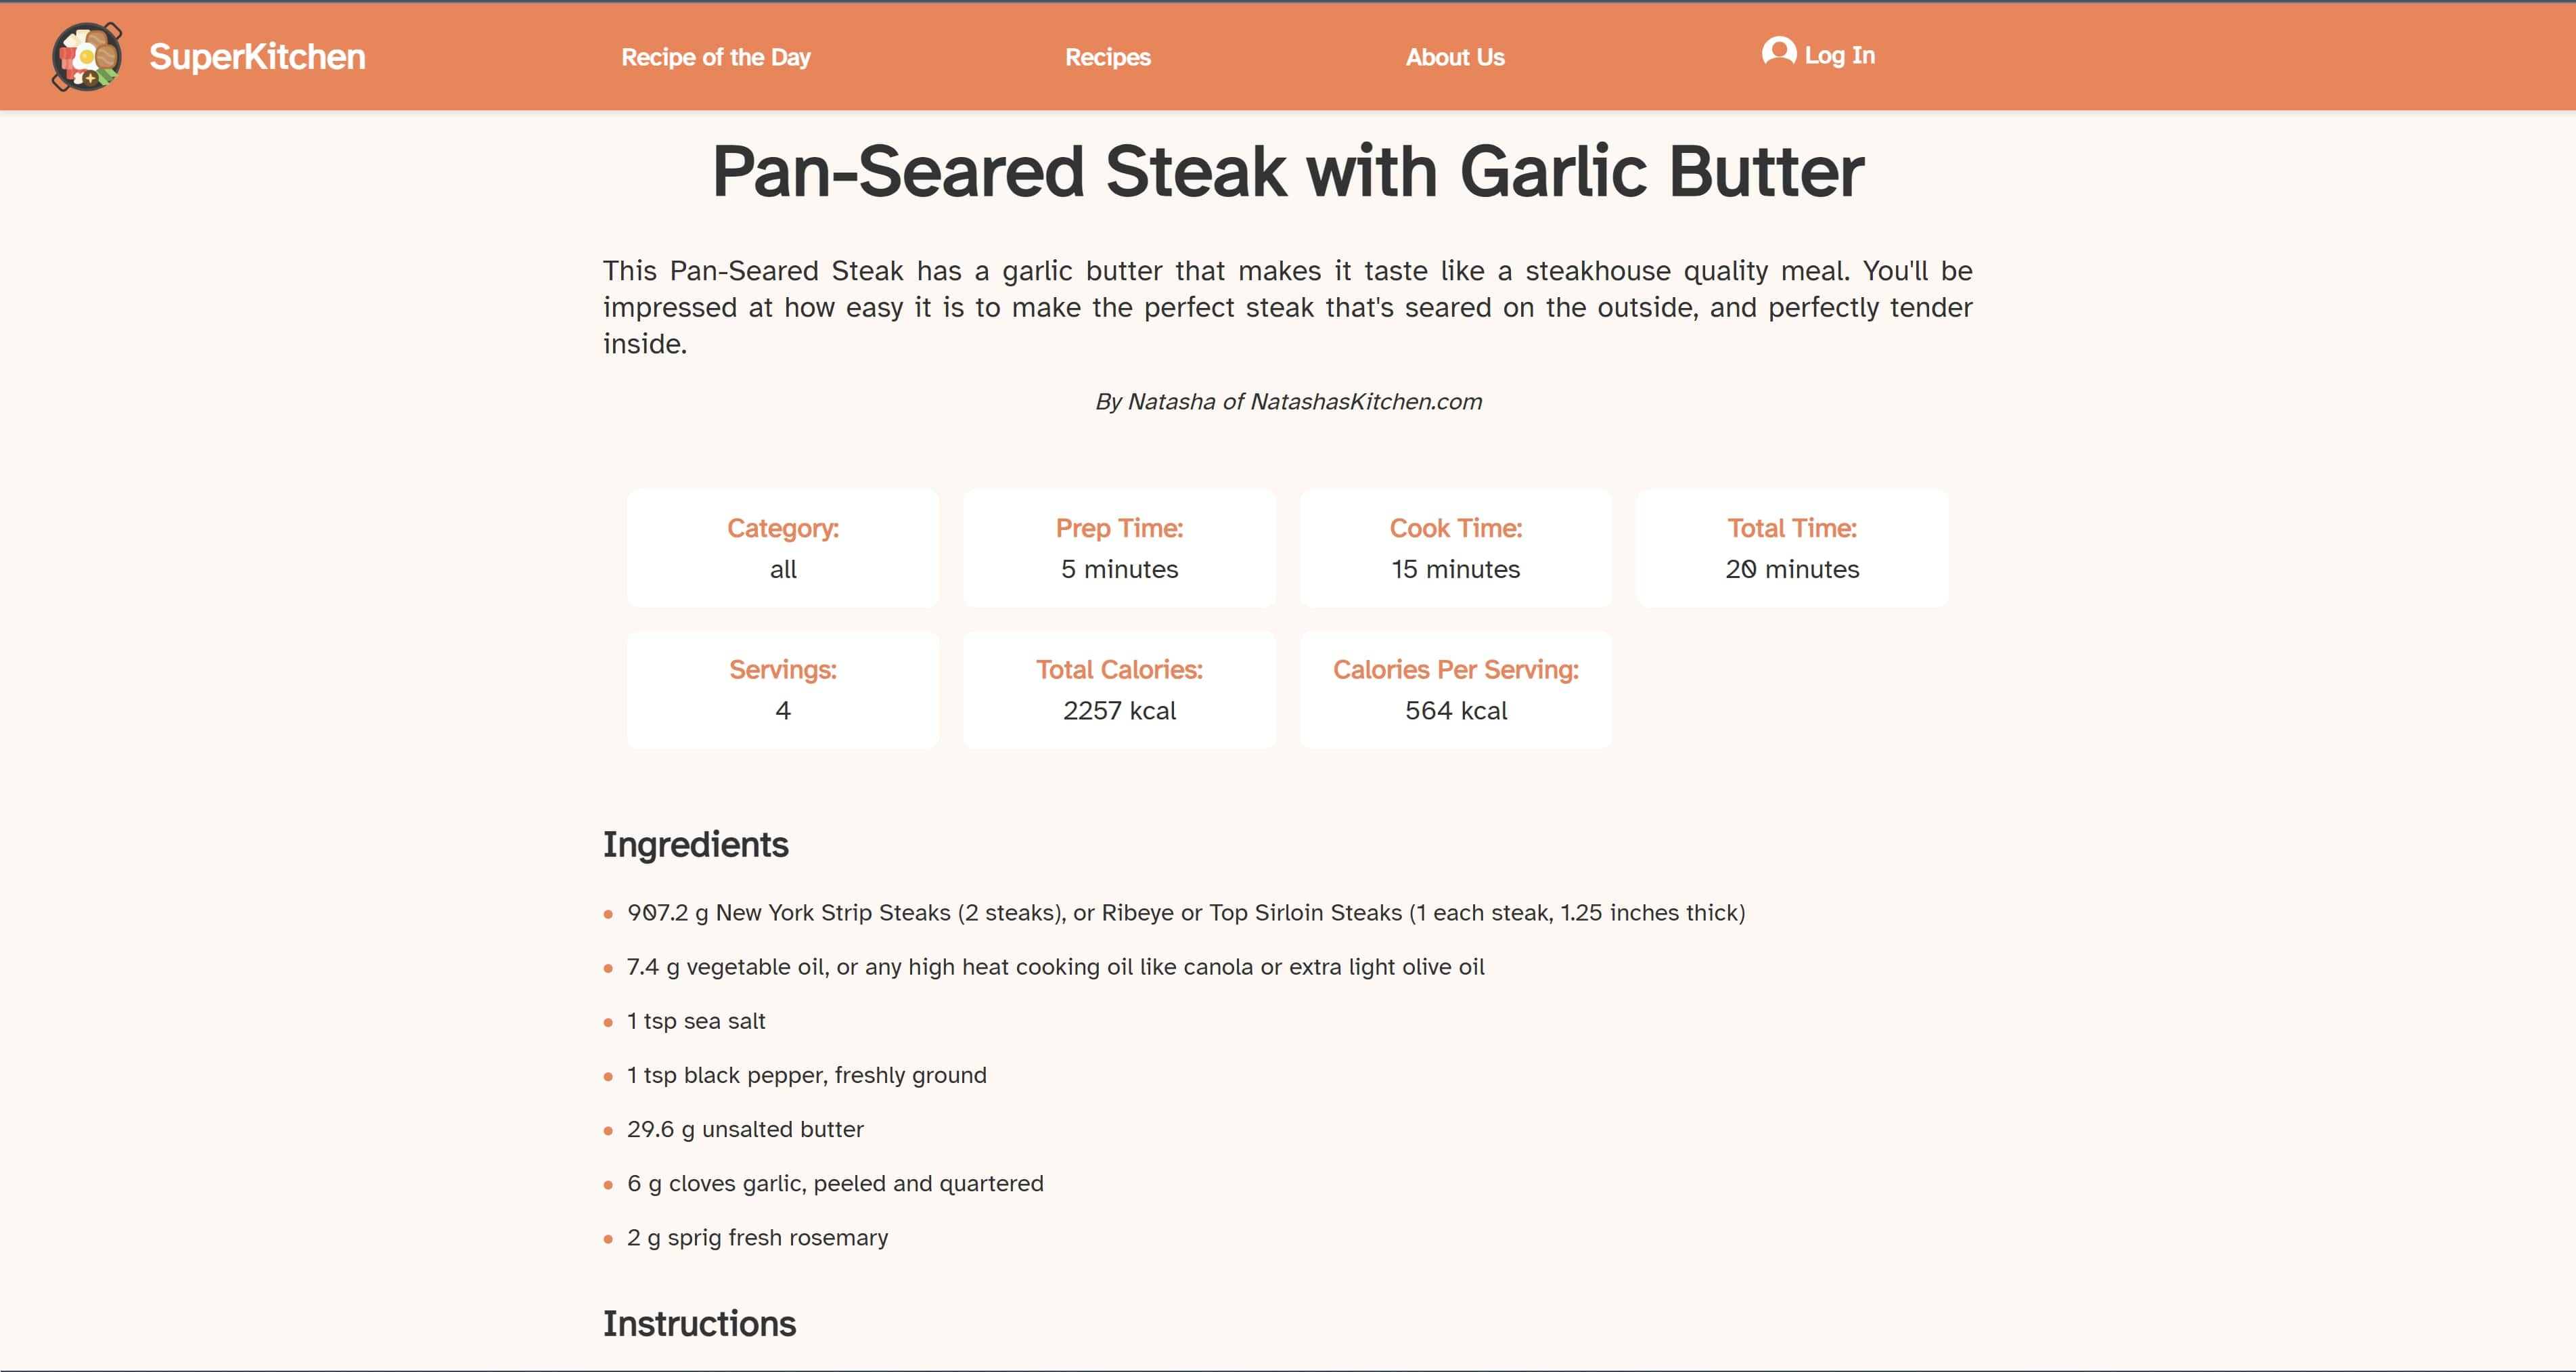 SuperKitchen
Recipe of the Day
Recipes
About Us
Log In
Pan-Seared Steak with Garlic Butter
This Pan-Seared Steak has a garlic butter that makes it taste like a steakhouse quality meal. You'll be
impressed at how easy it is to make the perfect steak that's seared on the outside, and perfectly tender
inside.
By Natasha of NatashasKitchen.com
Category:
all
Prep Time:
5 minutes
Cook Time:
15 minutes
Total Time:
20 minutes
Servings:
4
Total Calories:
2257 kcal
Calories Per Serving:
564 kcal
Ingredients
907.2 g New York Strip Steaks (2 steaks), or Ribeye or Top Sirloin Steaks (1 each steak, 1.25 inches thick)
7.4 g vegetable oil, or any high heat cooking oil like canola or extra light olive oil
1 tsp sea salt
1 tsp black pepper, freshly ground
29.6 g unsalted butter
6 g cloves garlic, peeled and quartered
2 g sprig fresh rosemary
Instructions